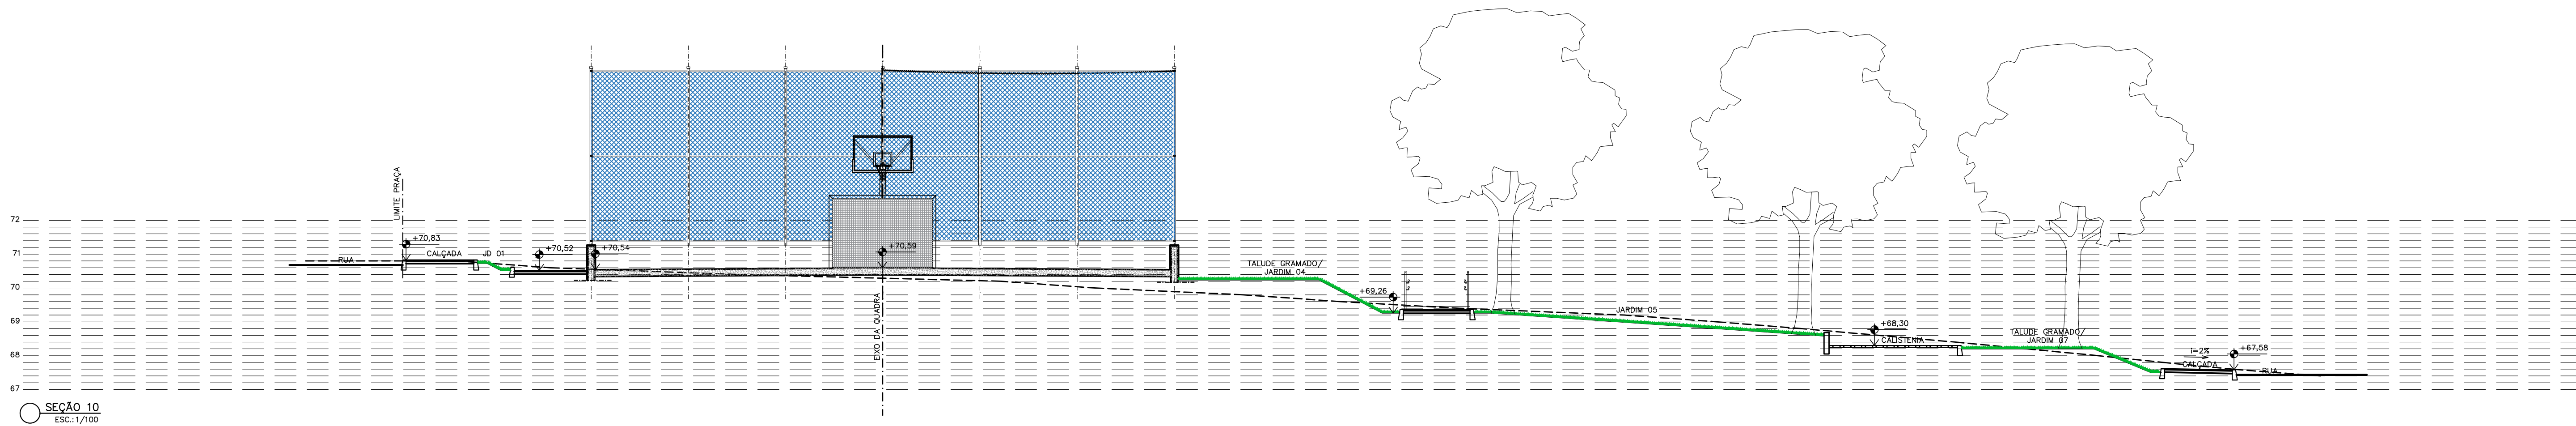 LIMITE PRAÇA
72
71
70
69
68
67
+70,83
RUA
CALÇADA
JD 01
+70,52
+70,54
+70,59
EIXO DA QUADRA
TALUDE GRAMADO/
JARDIM 04
+69,26
JARDIM 05
+68,30
CALISTENIA
TALUDE GRAMADO/
JARDIM 07
i=2%
CALÇADA
+67,58
RUA
SEÇÃO 10
ESC.: 1/100